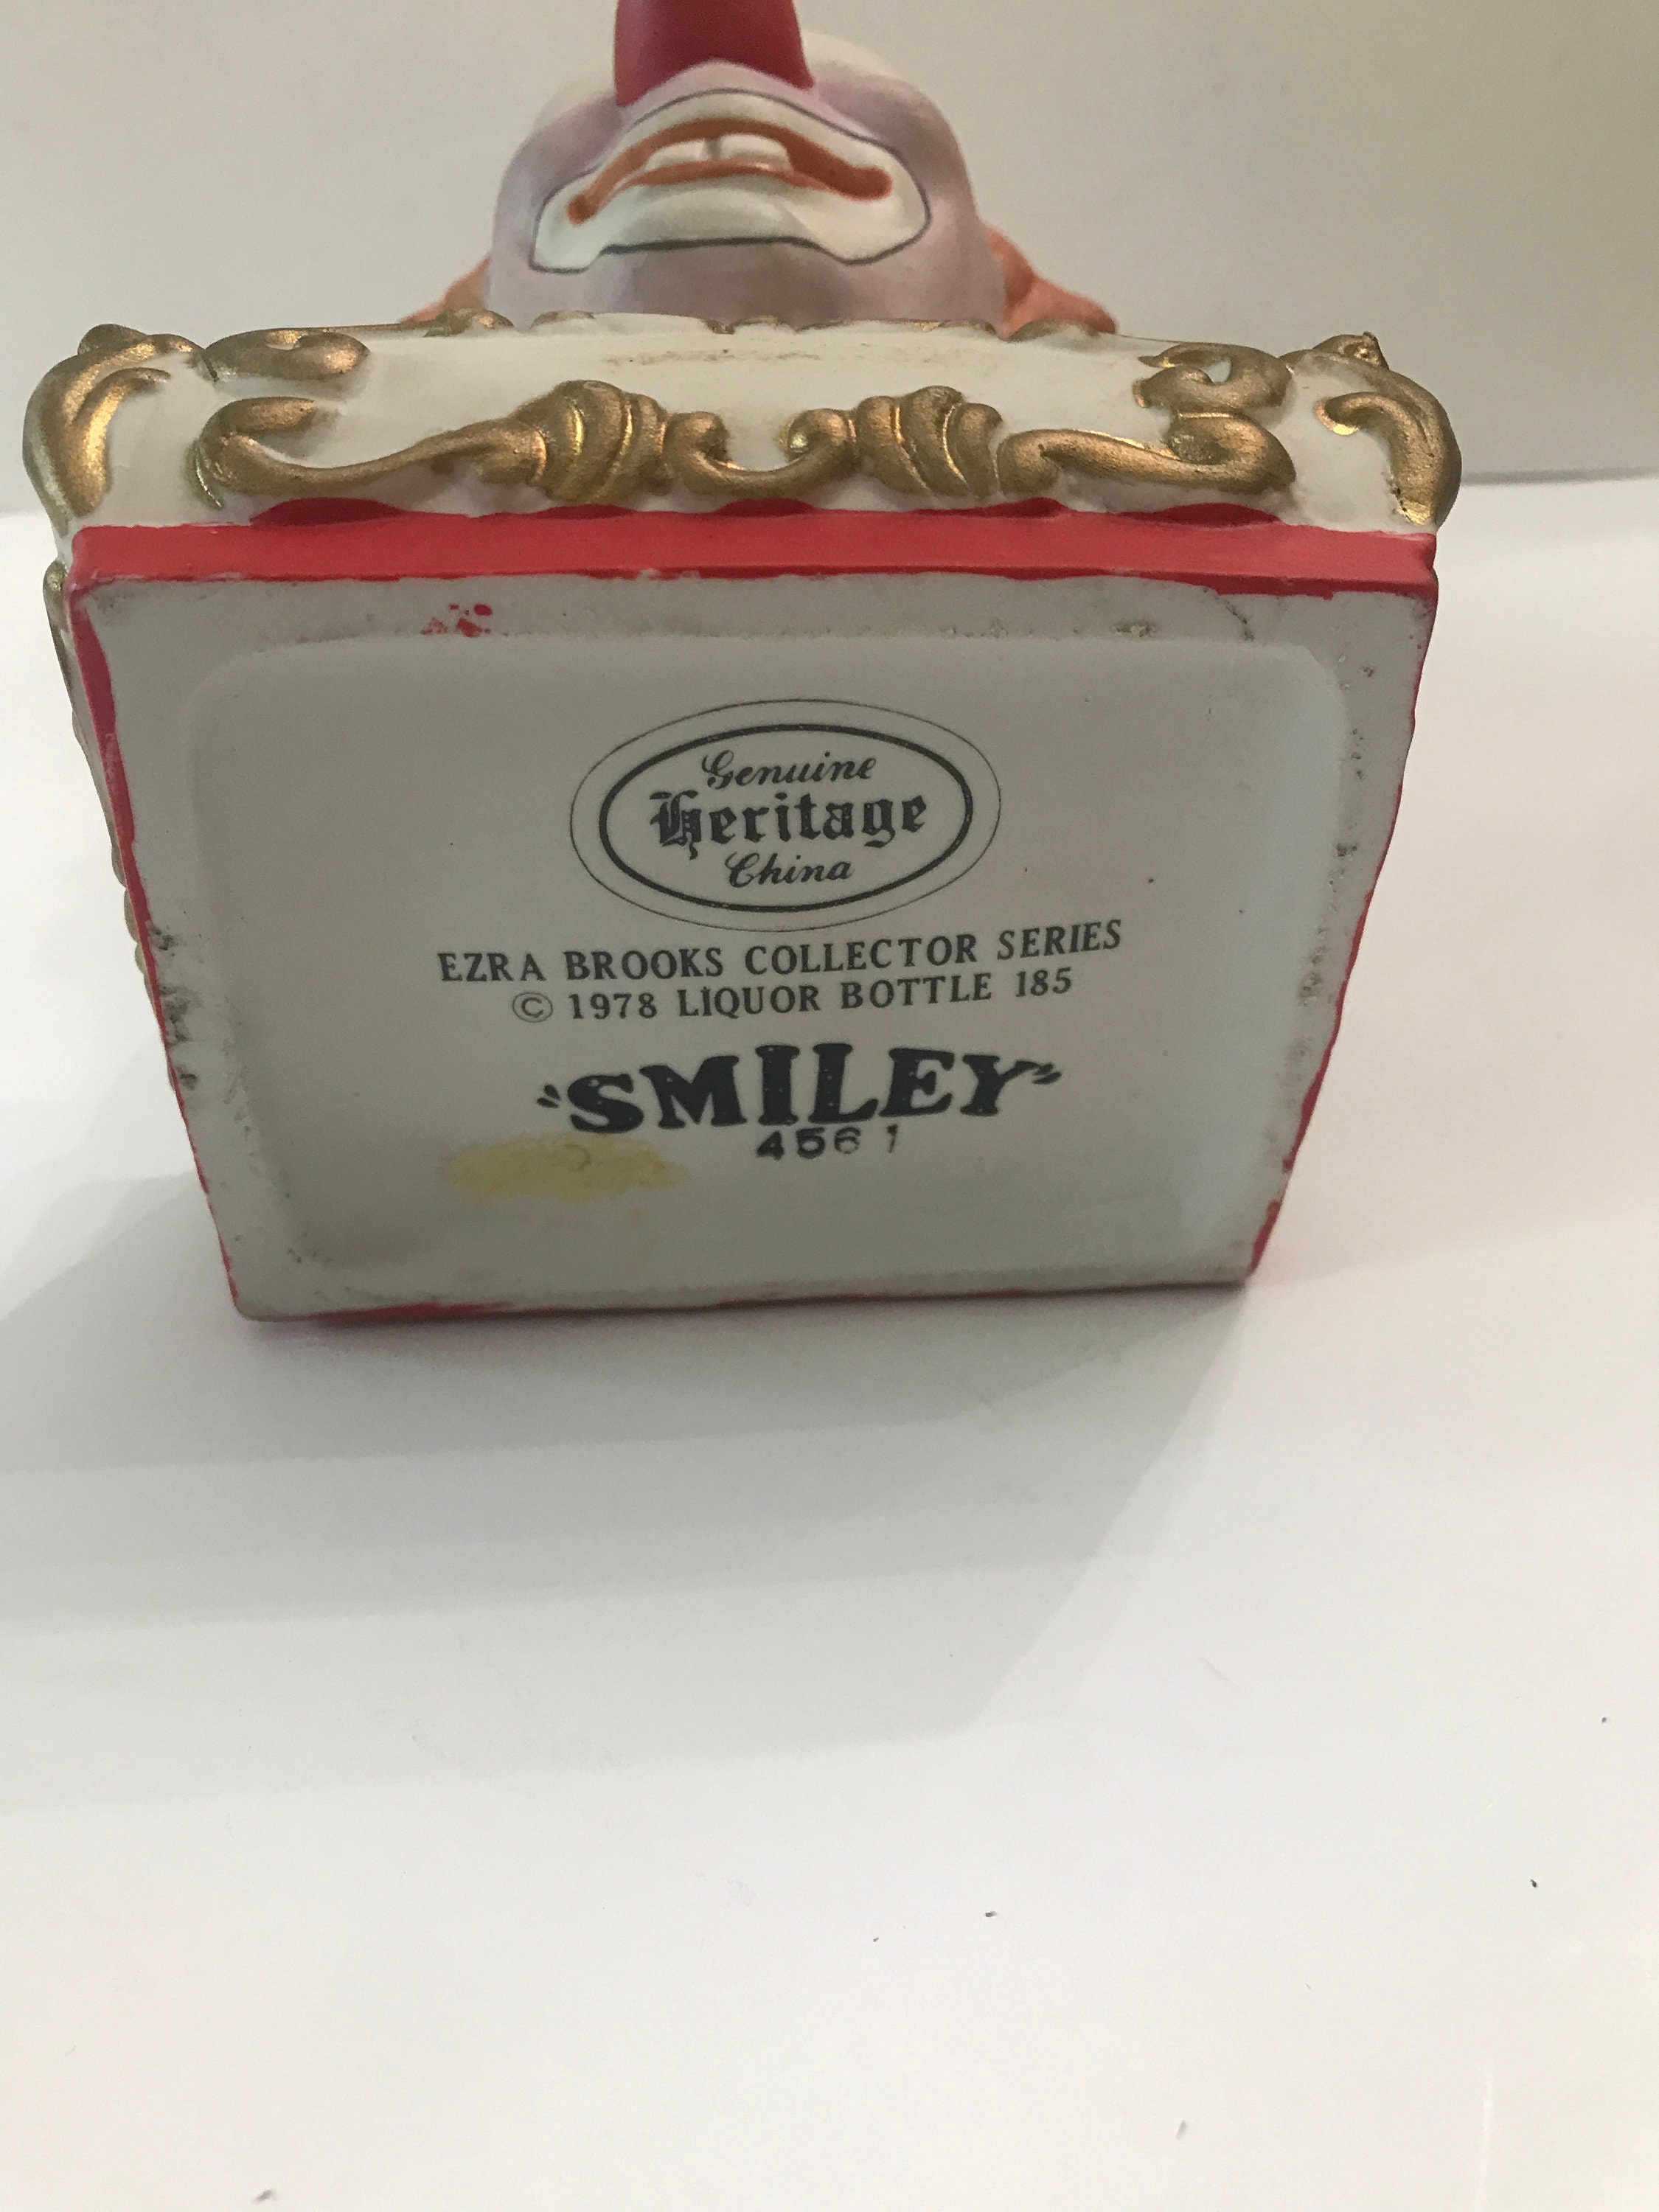 Genuine
Heritage
China
EZRA BROOKS COLLECTOR SERIES
© 1978 LIQUOR BOTTLE 185
"SMILEY"
4561